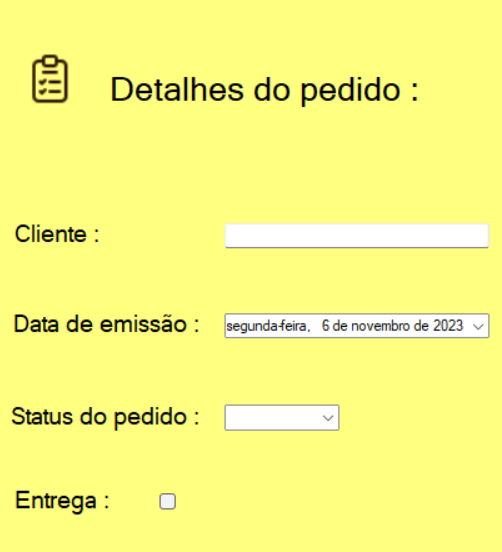 Detalhes do pedido :
Cliente :
Data de emissão : segunda-feira, 6 de novembro de 2023
Status do pedido :
Entrega :